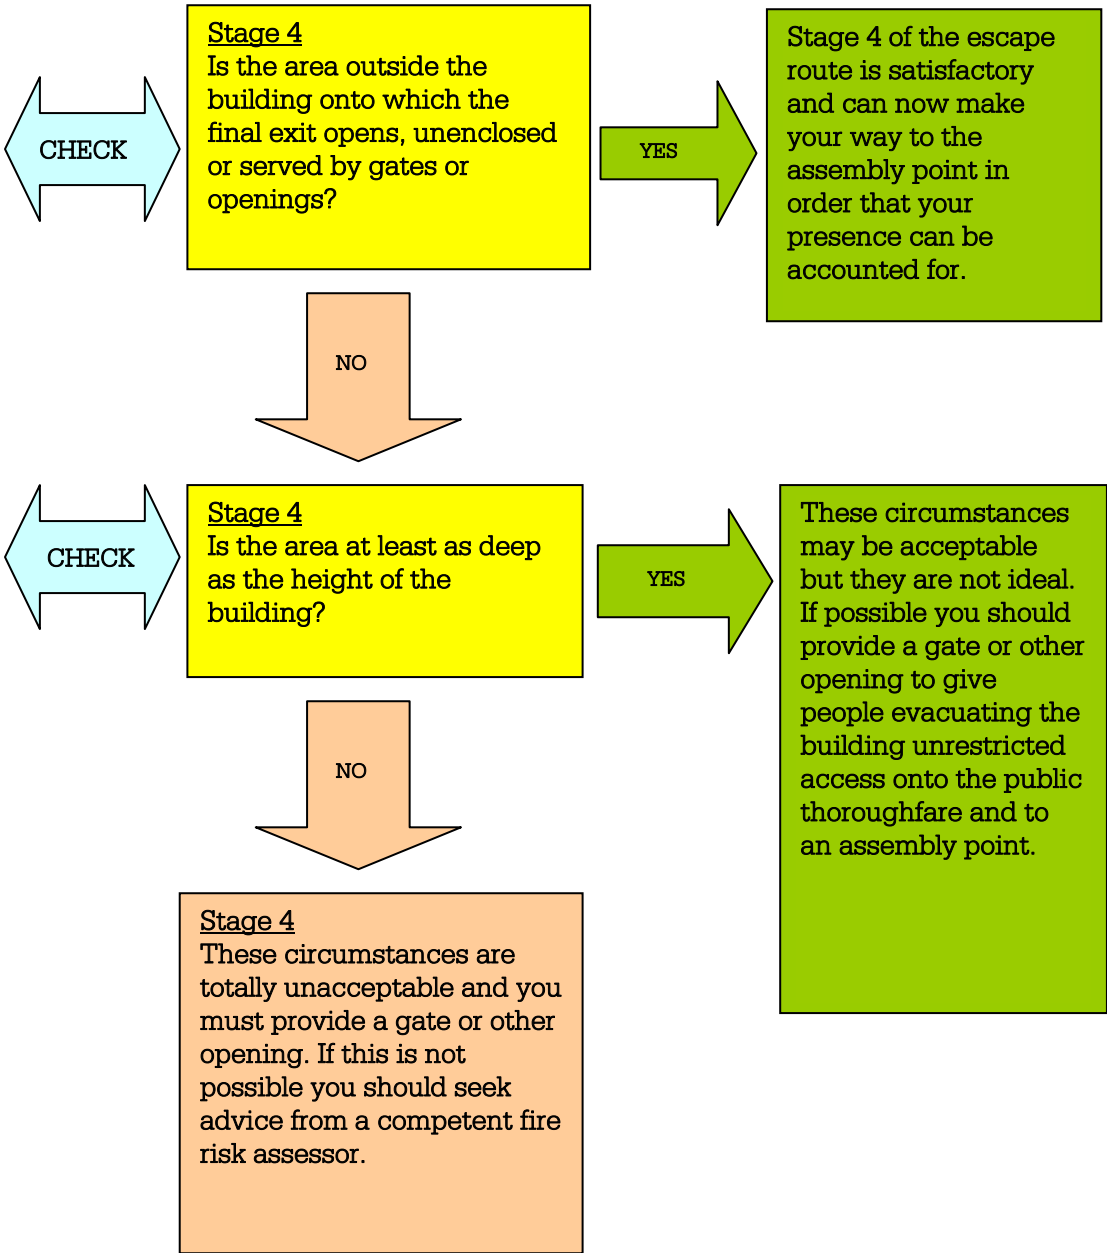 Stage 4
Is the area outside the
building onto which the
final exit opens, unenclosed
or served by gates or
openings?
CHECK
YES
Stage 4 of the escape
route is satisfactory
and can now make
your way to the
assembly point in
order that your
presence can be
accounted for.
NO
CHECK
Stage 4
Is the area at least as deep
as the height of the
building?
YES
These circumstances
may be acceptable
but they are not ideal.
If possible you should
provide a gate or other
opening to give
people evacuating the
building unrestricted
access onto the public
thoroughfare and to
an assembly point.
NO
Stage 4
These circumstances are
totally unacceptable and you
must provide a gate or other
opening. If this is not
possible you should seek
advice from a competent fire
risk assessor.